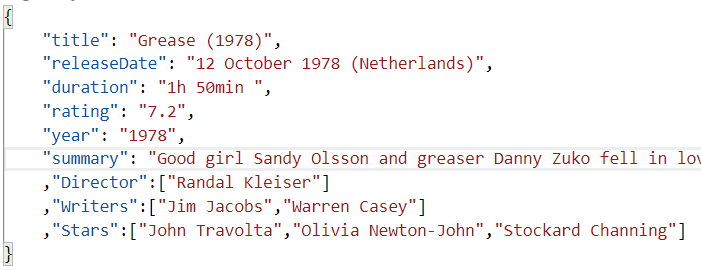 {
"title": "Grease (1978)",
"releaseDate": "12 October 1978 (Netherlands)",
"duration": "1h 50min ",
"rating": "7.2",
"year": "1978",
"summary": "Good girl Sandy Olsson and greaser Danny Zuko fell in lov
,"Director":["Randal Kleiser"]
,"Writers":["Jim Jacobs","Warren Casey"]
,"Stars":["John Travolta","Olivia Newton-John","Stockard Channing"]
}